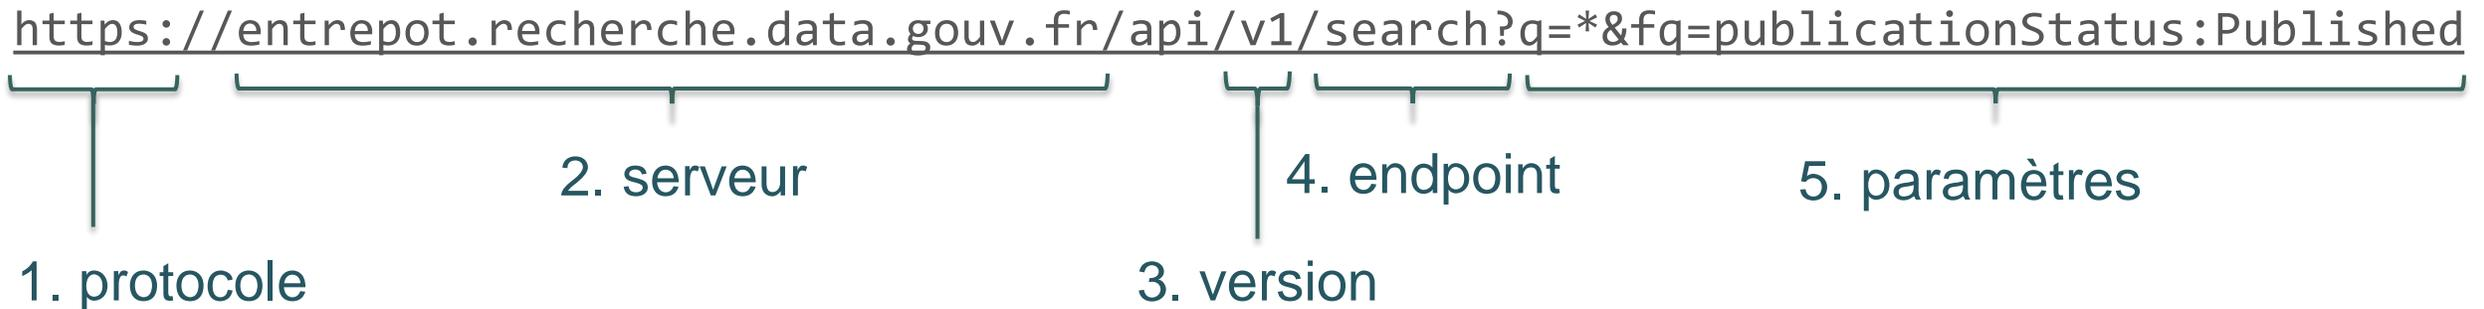 https://entrepot.recherche.data.gouv.fr/api/v1/search?q=*&fq=publicationStatus:Published
2. serveur
4. endpoint
5. paramètres
1. protocole
3. version